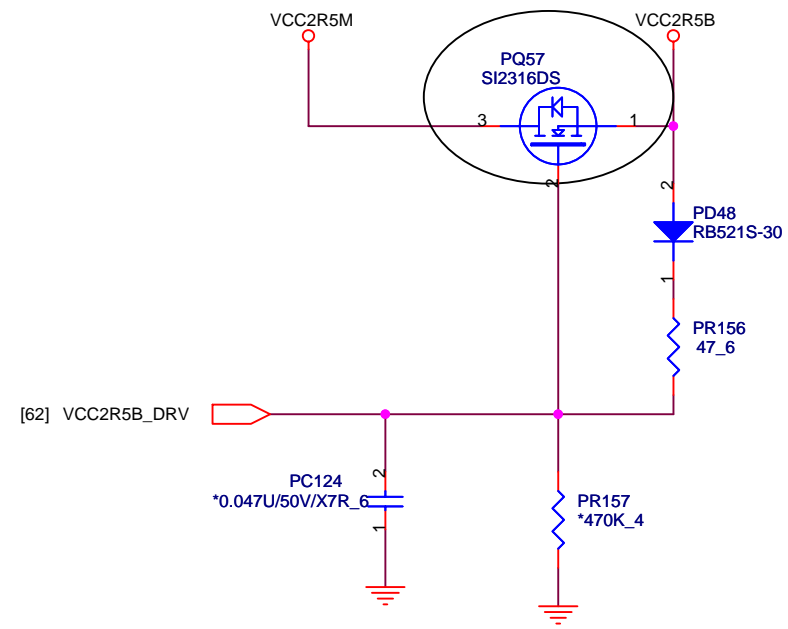 VCC2R5M
VCC2R5B
PQ57
SI2316DS
3
1
2
2
PD48
RB521S-30
1
PR156
47_6
[62] VCC2R5B_DRV
2
PC124
*0.047U/50V/X7R_6
1
PR157
*470K_4